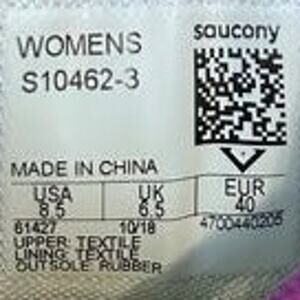 WOMENS
S10462-3
saucony
MADE IN CHINA
USA UK EUR
8.5 6.5 40
61427 10/18 4700440205
UPPER: TEXTILE
LINING: TEXTILE
OUTSOLE: RUBBER